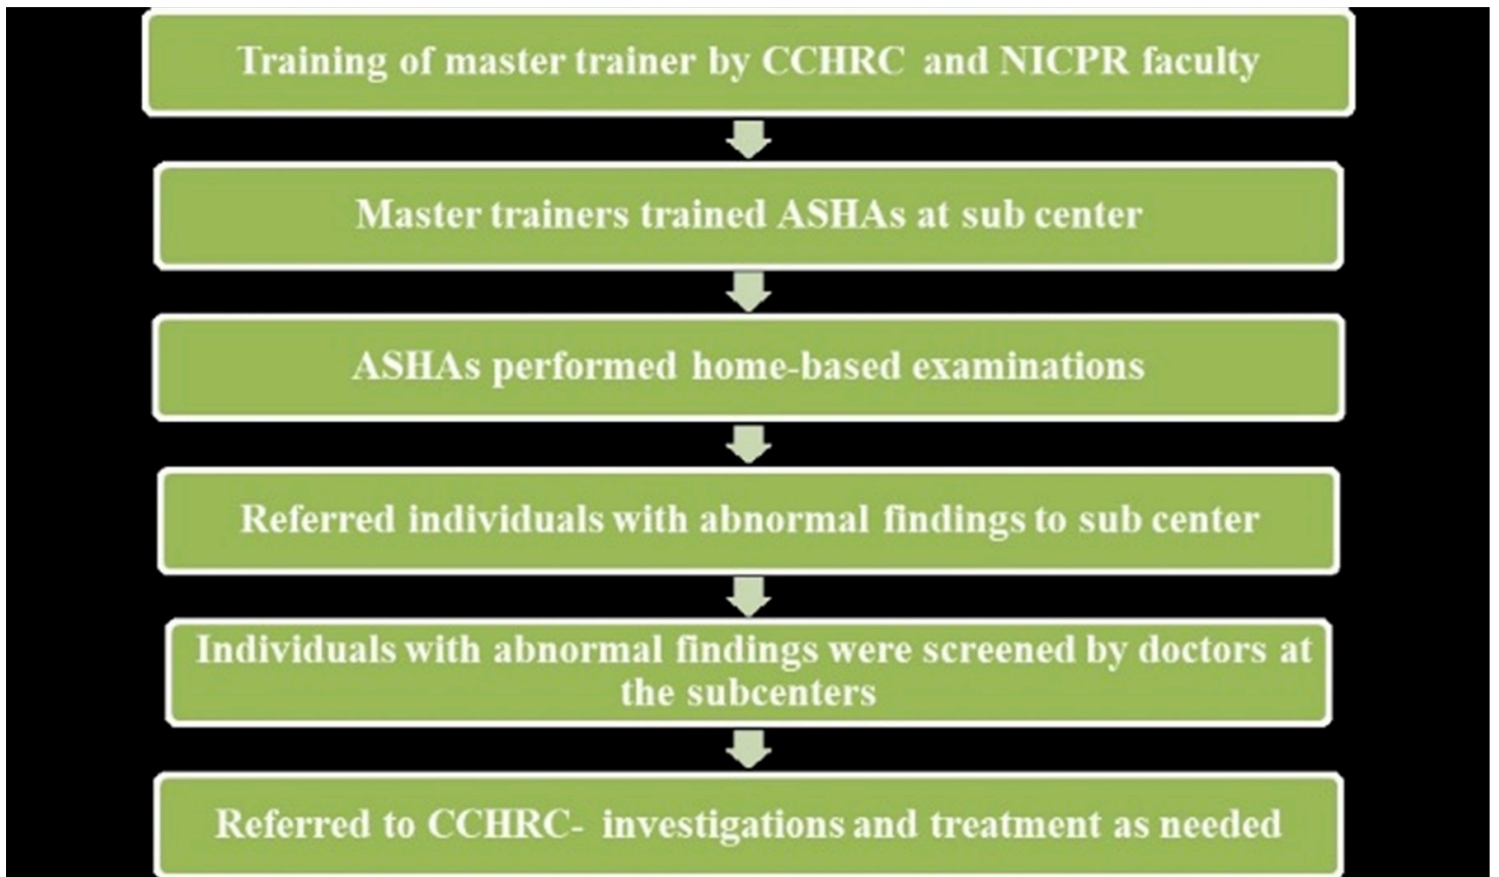 Training of master trainer by CCHRC and NICPR faculty
Master trainers trained ASHAs at sub center
ASHAs performed home-based examinations
Referred individuals with abnormal findings to sub center
Individuals with abnormal findings were screened by doctors at
the subcenters
Referred to CCHRC- investigations and treatment as needed